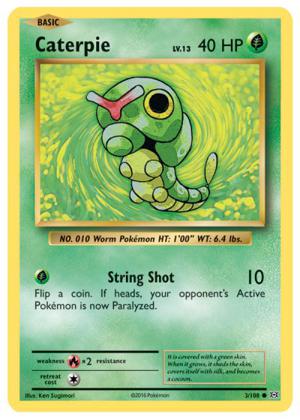 BASIC
Caterpie LV.13 40 HP
NO. 010 Worm Pokémon HT: 1'00" WT: 6.4 lbs.
String Shot 10
Flip a coin. If heads, your opponent's Active
Pokémon is now Paralyzed.
weakness ×2 resistance
retreat
cost
It is covered with a green skin.
When it grows, it sheds the skin,
covers itself with silk, and becomes
a cocoon.
Illus. Ken Sugimori ©2016 Pokémon 3/108